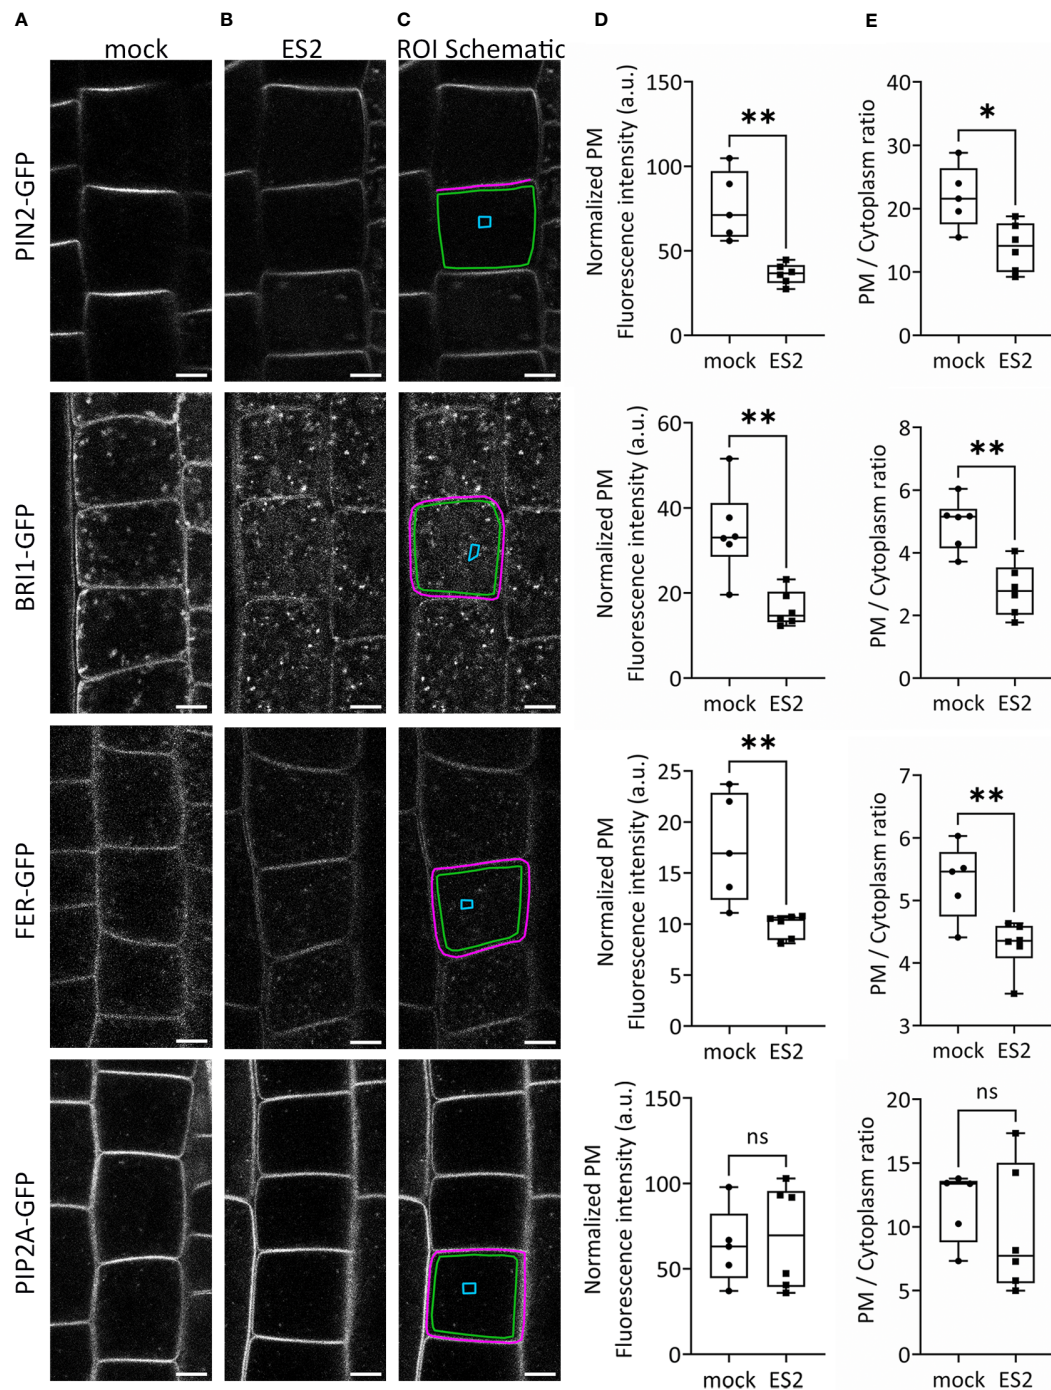 A B C D E
mock ES2 ROI Schematic
PIN2-GFP
Normalized PM
Fluorescence intensity (a.u.)
150
100
50
0
**
mock ES2
PM / Cytoplasm ratio
40
30
20
10
0
*
mock ES2
BRI1-GFP
Normalized PM
Fluorescence intensity (a.u.)
60
40
20
0
**
mock ES2
PM / Cytoplasm ratio
8
6
4
2
0
**
mock ES2
FER-GFP
Normalized PM
Fluorescence intensity (a.u.)
25
20
15
10
5
0
**
mock ES2
PM / Cytoplasm ratio
7
6
5
4
3
**
mock ES2
PIP2A-GFP
Normalized PM
Fluorescence intensity (a.u.)
150
100
50
0
ns
mock ES2
PM / Cytoplasm ratio
20
15
10
5
0
ns
mock ES2